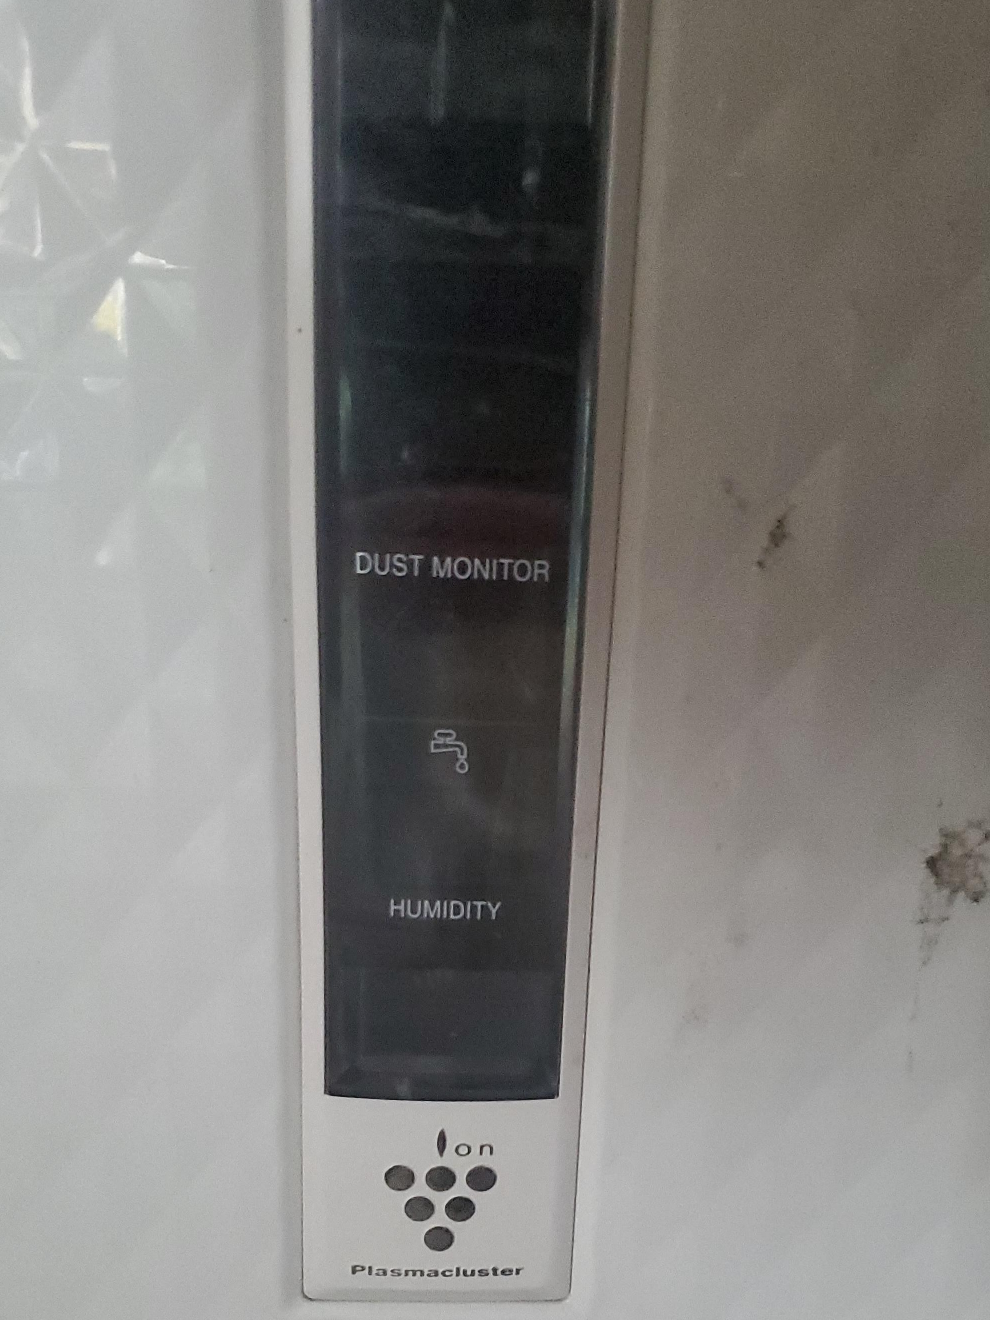 DUST MONITOR
HUMIDITY
Ion
Plasmacluster